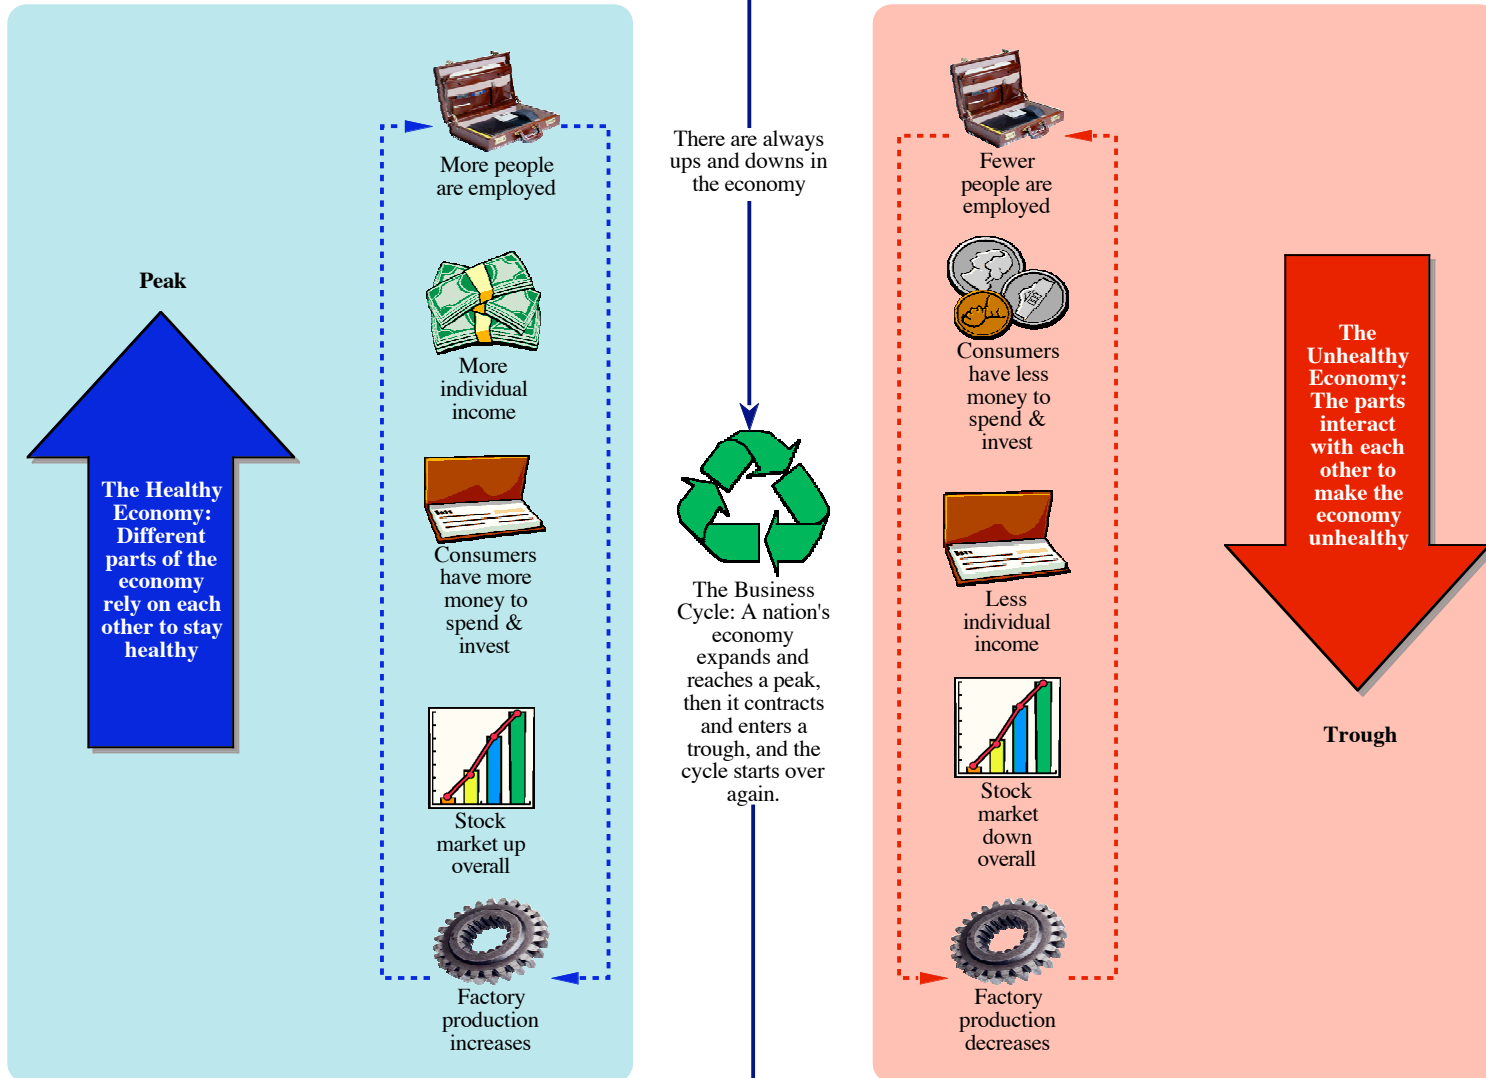 Peak
The Healthy
Economy:
Different
parts of the
economy
rely on each
other to stay
healthy
More people
are employed
More
individual
income
Consumers
have more
money to
spend &
invest
Stock
market up
overall
Factory
production
increases
There are always
ups and downs in
the economy
The Business
Cycle: A nation's
economy
expands and
reaches a peak,
then it contracts
and enters a
trough, and the
cycle starts over
again.
Fewer
people are
employed
Consumers
have less
money to
spend &
invest
Less
individual
income
Stock
market
down
overall
Factory
production
decreases
The
Unhealthy
Economy:
The parts
interact
with each
other to
make the
economy
unhealthy
Trough